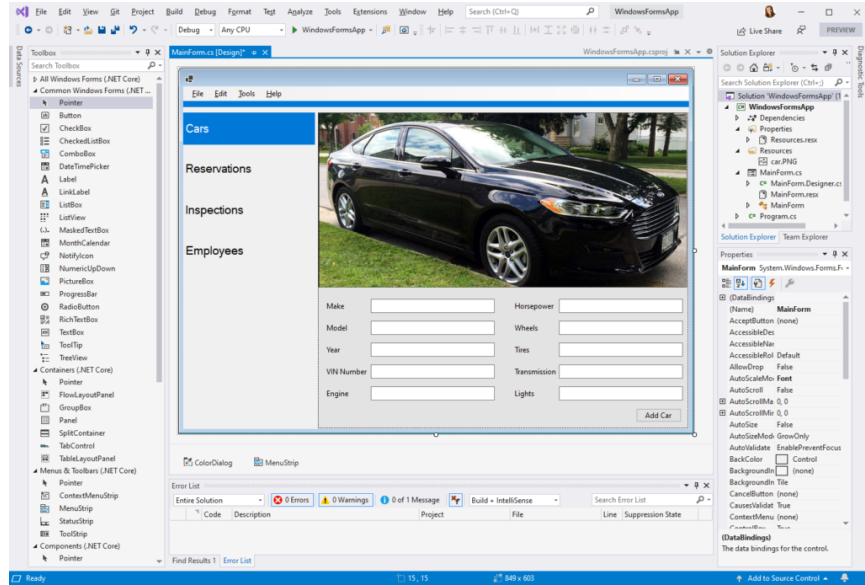 File Edit View Git Project Build Debug Format Test Analyze Tools Extensions Window Help Search (Ctrl+Q) WindowsFormsApp
Debug Any CPU WindowsFormsApp Live Share PREVIEW
Data Sources
Toolbox
Search Toolbox
All Windows Forms (.NET Core)
Common Windows Forms (.NET ...
Pointer
Button
CheckBox
CheckedListBox
ComboBox
DateTimePicker
Label
LinkLabel
ListBox
ListView
MaskedTextBox
MonthCalendar
NotifyIcon
NumericUpDown
PictureBox
ProgressBar
RadioButton
RichTextBox
TextBox
ToolTip
TreeView
Containers (.NET Core)
Pointer
FlowLayoutPanel
GroupBox
Panel
SplitContainer
TabControl
TableLayoutPanel
Menus & Toolbars (.NET Core)
Pointer
ContextMenuStrip
MenuStrip
StatusStrip
ToolStrip
Components (.NET Core)
Pointer
MainForm.cs [Design]* WindowsFormsApp.csproj
File Edit Tools Help
Cars
Reservations
Inspections
Employees
Make Horsepower
Model Wheels
Year Tires
VIN Number Transmission
Engine Lights
Add Car
ColorDialog MenuStrip
Error List
Entire Solution 0 Errors 0 Warnings 0 of 1 Message Build + IntelliSense Search Error List
Code Description Project File Line Suppression State
Find Results 1 Error List
Solution Explorer
Search Solution Explorer (Ctrl+;)
Solution 'WindowsFormsApp' (1
WindowsFormsApp
Dependencies
Properties
Resources.resx
Resources
car.PNG
MainForm.cs
MainForm.Designer.cs
MainForm.resx
MainForm
Program.cs
Solution Explorer Team Explorer
Properties
MainForm System.Windows.Forms.F
(DataBindings
(Name) MainForm
AcceptButton (none)
AccessibleDes
AccessibleNar
AccessibleRol Default
AllowDrop False
AutoScaleMo Font
AutoScroll False
AutoScrollMa 0, 0
AutoScrollMir 0, 0
AutoSize False
AutoSizeMod GrowOnly
AutoValidate EnablePreventFocus
BackColor Control
BackgroundIn (none)
BackgroundIn Tile
CancelButton (none)
CausesValidat True
ContextMenu (none)
ControlBox True
(DataBindings)
The data bindings for the control.
Diagnostic Tools
Ready 15 , 15 849 x 603 Add to Source Control